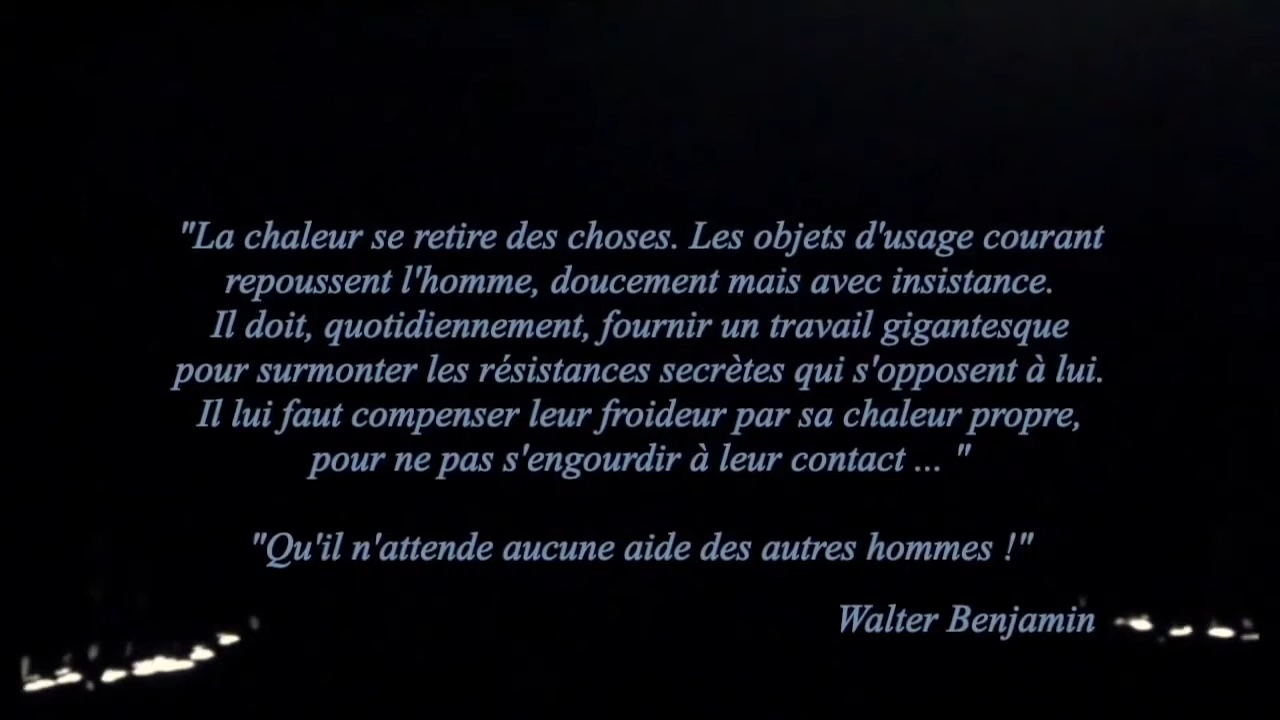 "La chaleur se retire des choses. Les objets d'usage courant
repoussent l'homme, doucement mais avec insistance.
Il doit, quotidiennement, fournir un travail gigantesque
pour surmonter les résistances secrètes qui s'opposent à lui.
Il lui faut compenser leur froideur par sa chaleur propre,
pour ne pas s'engourdir à leur contact ... "
"Qu'il n'attende aucune aide des autres hommes !"
Walter Benjamin